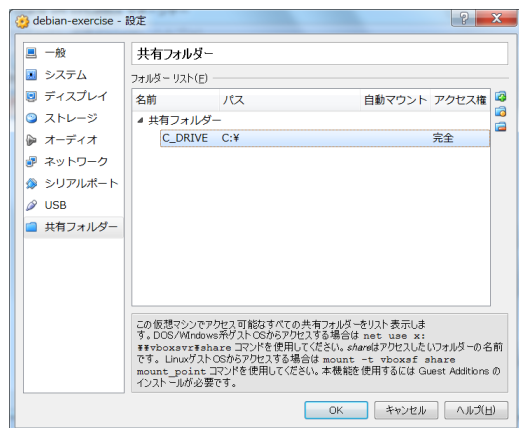 debian-exercise - 設定
一般
システム
ディスプレイ
ストレージ
オーディオ
ネットワーク
シリアルポート
USB
共有フォルダー
共有フォルダー
フォルダー リスト(F)
名前 パス 自動マウント アクセス権
共有フォルダー
C_DRIVE C:¥ 完全
この仮想マシンでアクセス可能なすべての共有フォルダーをリスト表示しま
す。DOS/Windows系ゲストOSからアクセスする場合は net use x:
¥¥vboxsvr¥share コマンドを使用してください。shareはアクセスしたいフォルダーの名前
です。 LinuxゲストOSからアクセスする場合は mount -t vboxsf share
mount_point コマンドを使用してください。本機能を使用するには Guest Additions の
インストールが必要です。
OK キャンセル ヘルプ(H)